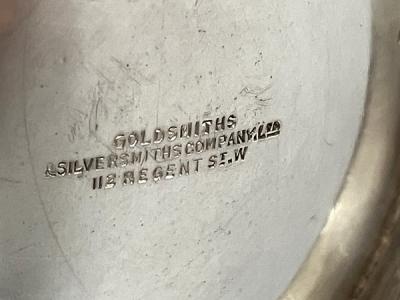 GOLDSMITHS
& SILVERSMITHS COMPANY, LTD
112 REGENT ST. W